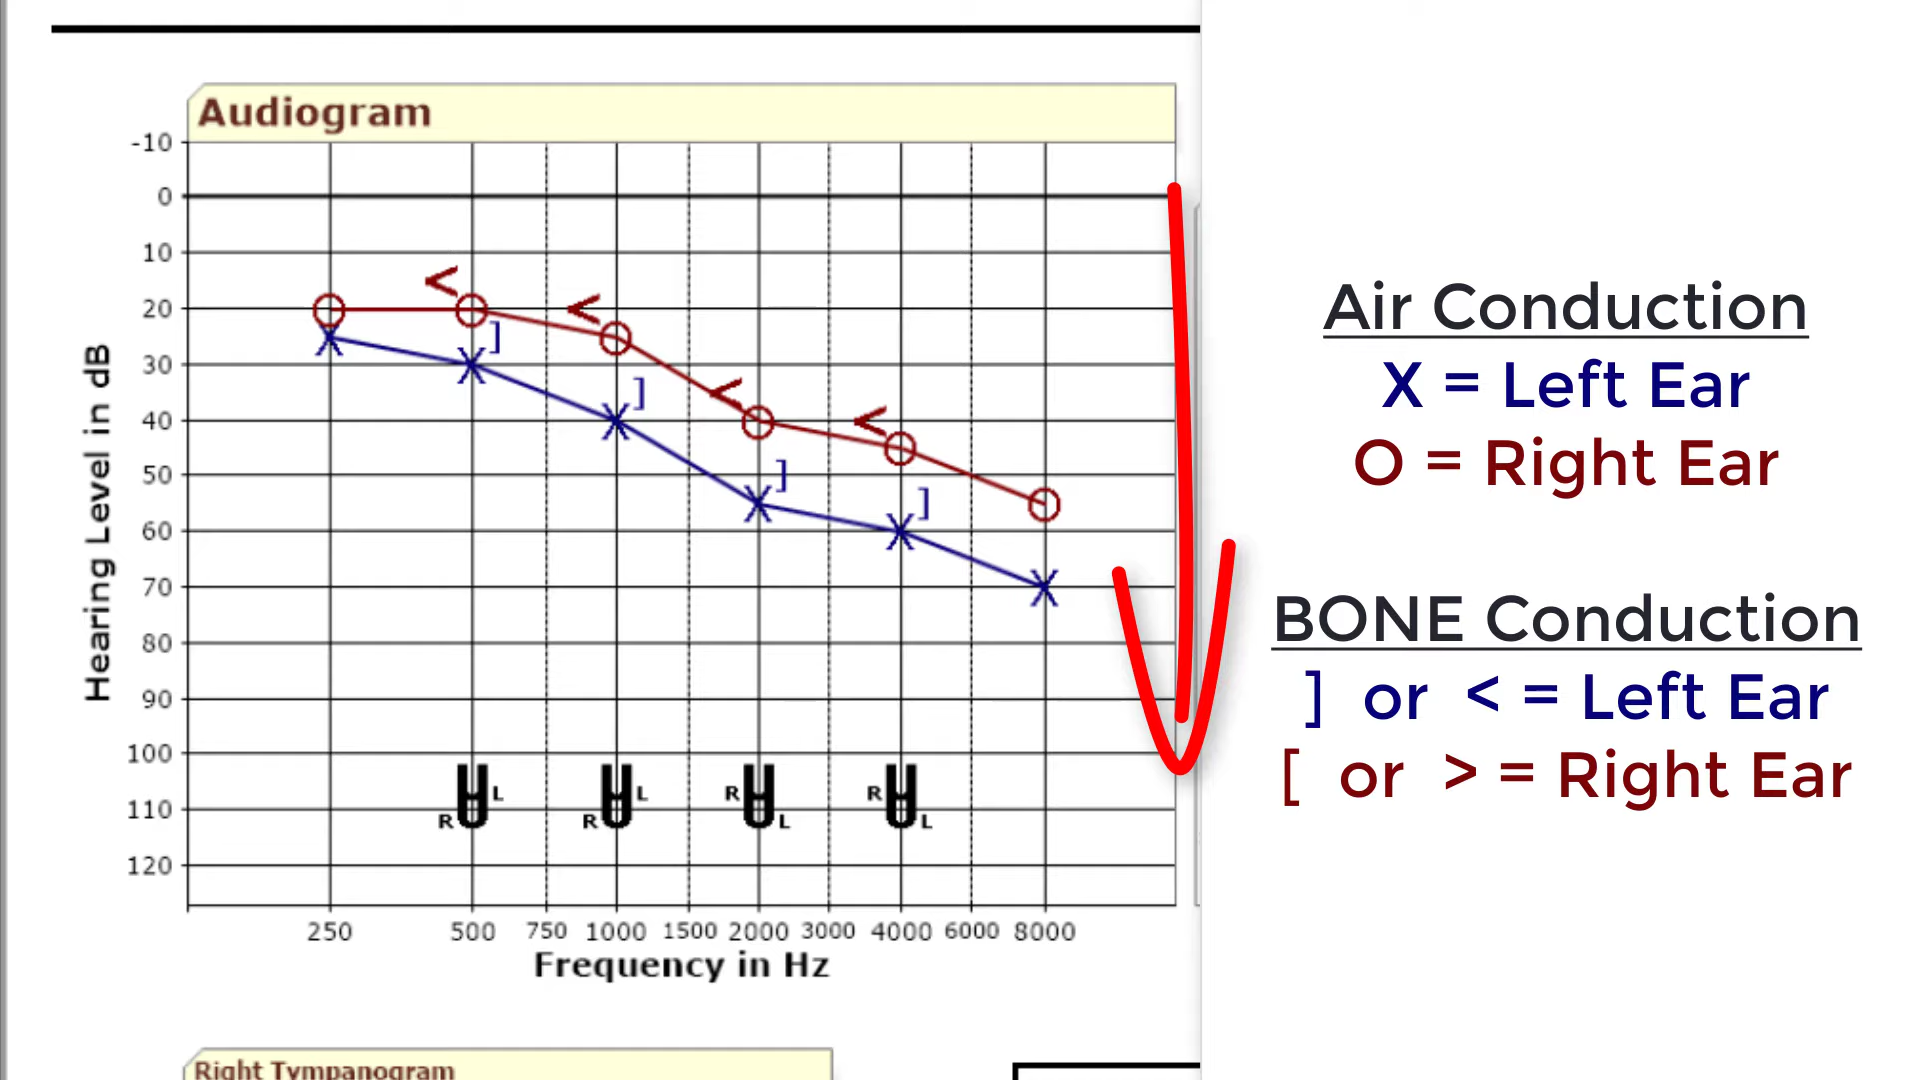 Audiogram
-10
0
10
20
30
40
50
60
70
80
90
100
110
120
Hearing Level in dB
< < < <
] ] ] ]
L L R R
R R L L
250 500 750 1000 1500 2000 3000 4000 6000 8000
Frequency in Hz
Right Tympanogram
Air Conduction
X = Left Ear
O = Right Ear
BONE Conduction
] or < = Left Ear
[ or > = Right Ear